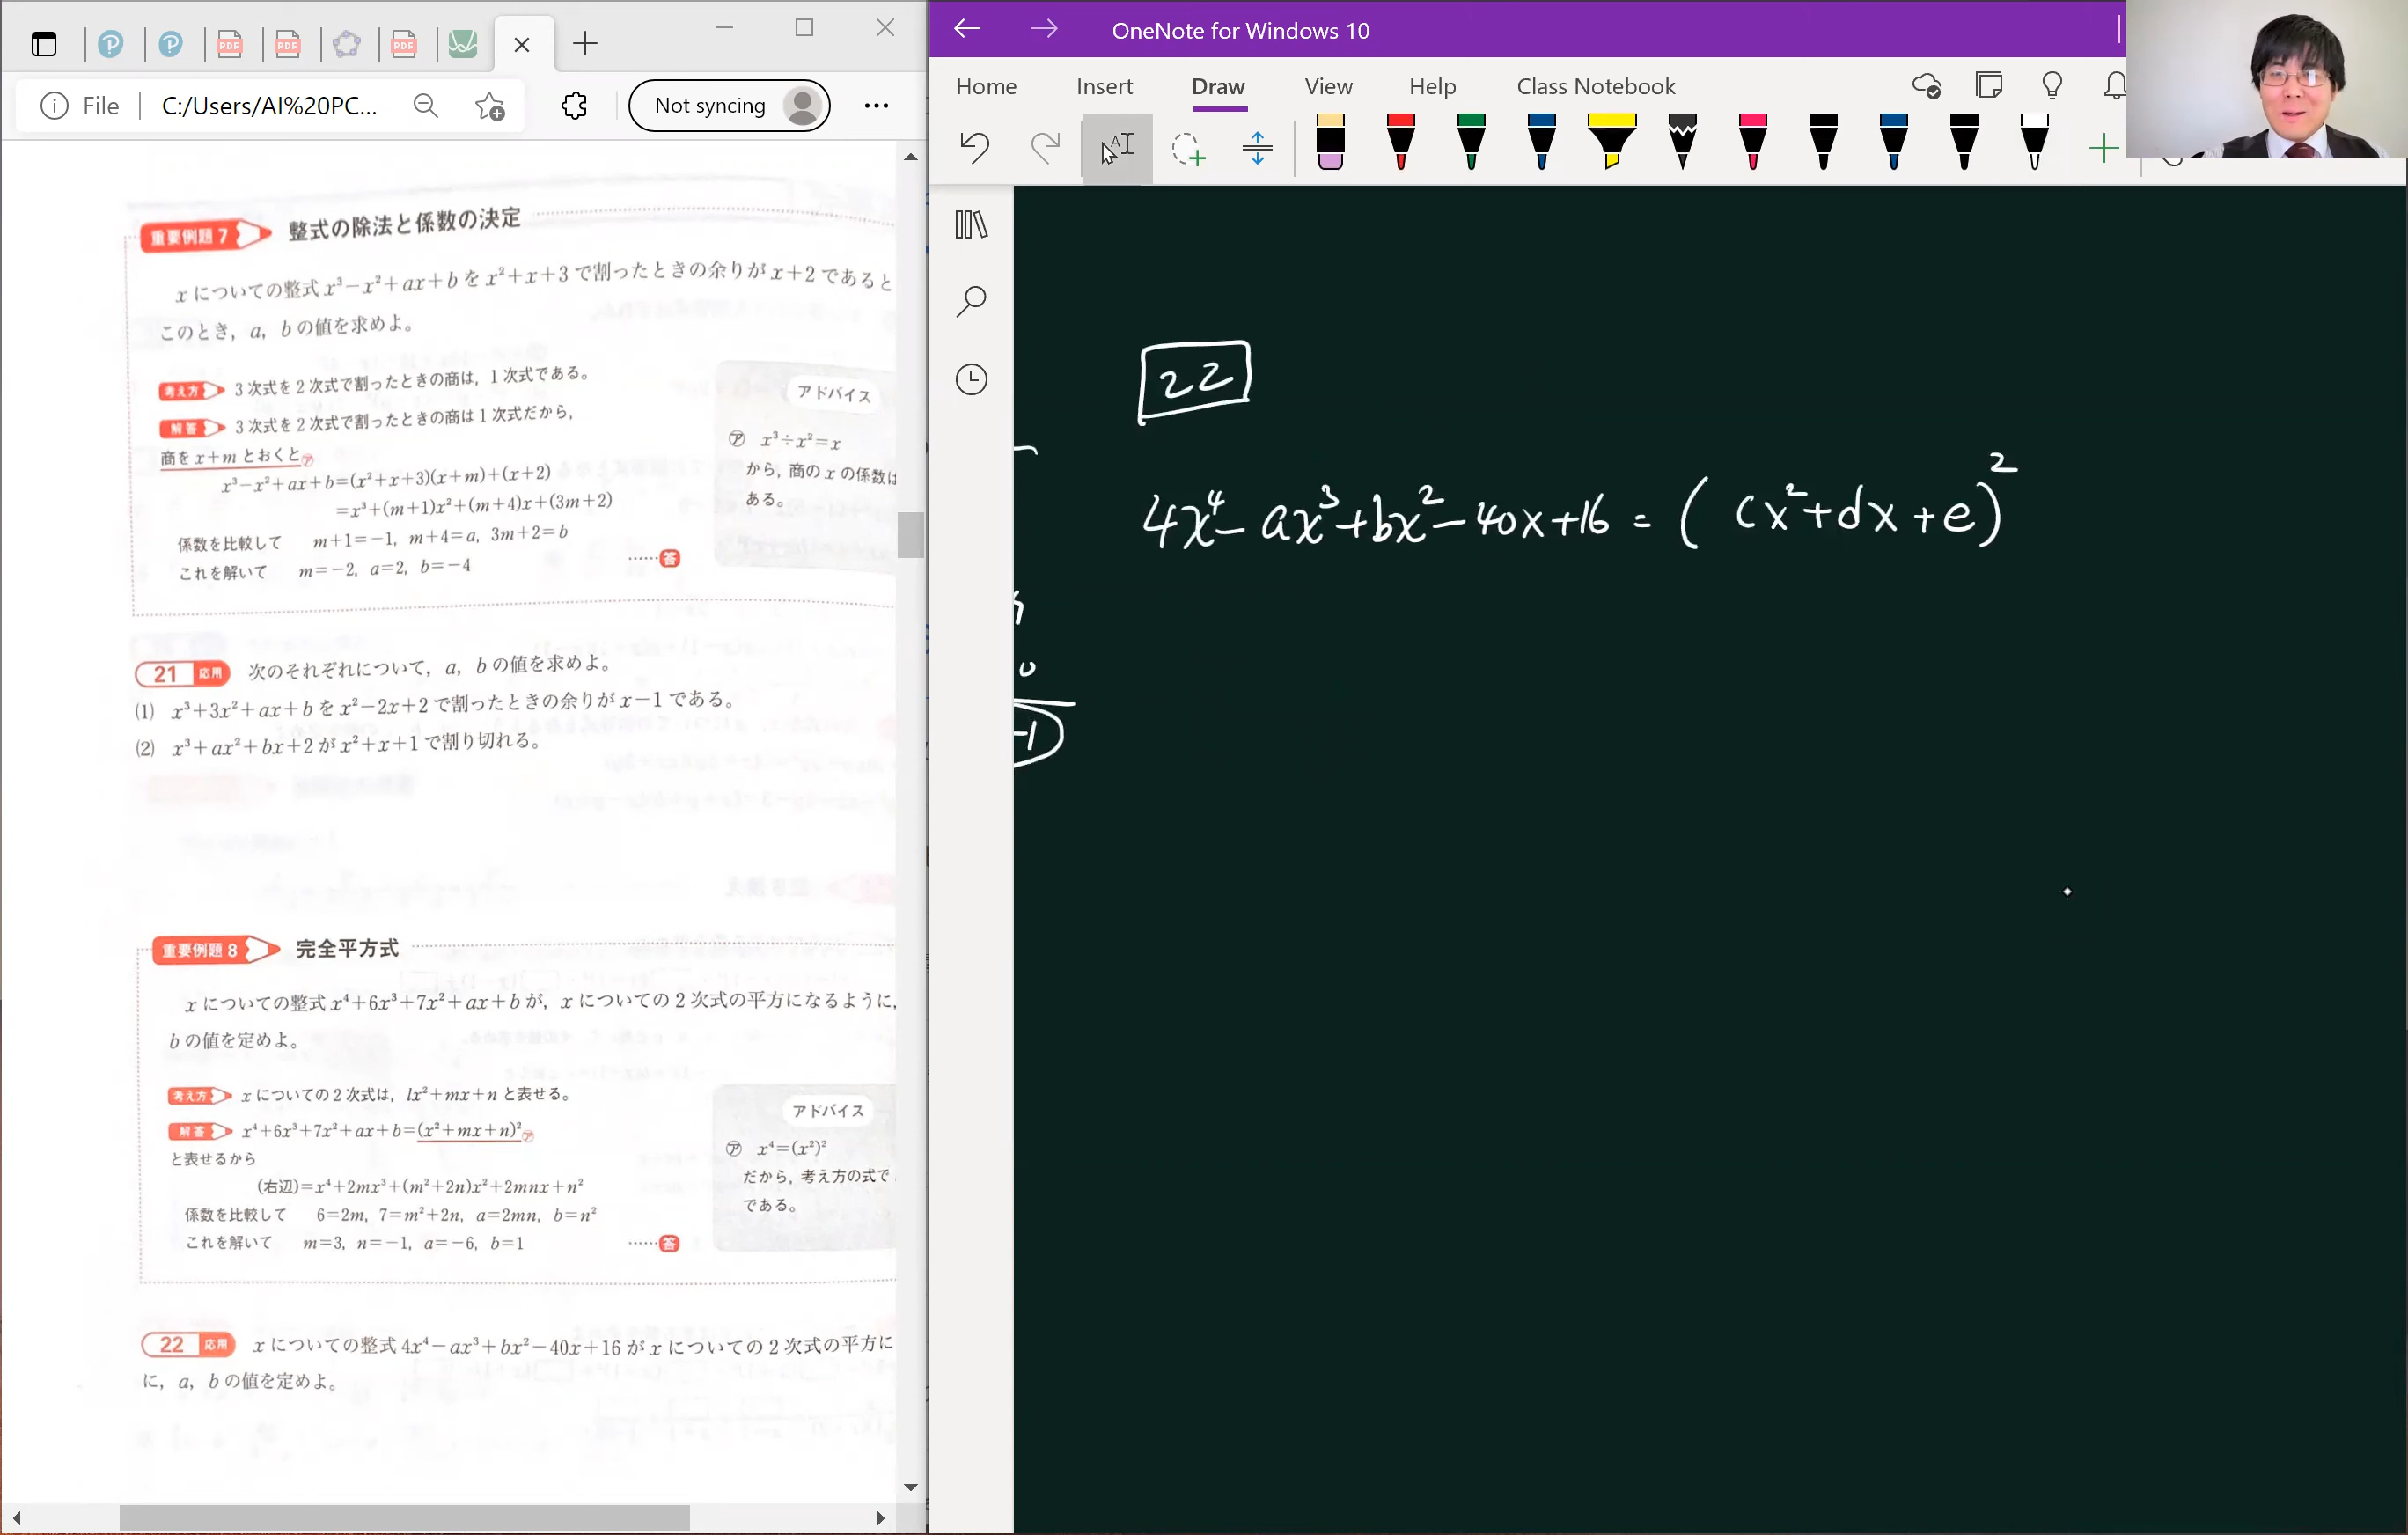 File
C:/Users/AI%20PC...
Not syncing
重要例題 7 整式の除法と係数の決定
xについての整式 x³−x²+ax+b を x²+x+3 で割ったときの余りが x+2 であると
このとき，a，b の値を求めよ。
考え方 3次式を2次式で割ったときの商は，1次式である。
解答 3次式を2次式で割ったときの商は1次式だから，
商を x+m とおくと㋐
x³−x²+ax+b=(x²+x+3)(x+m)+(x+2)
=x³+(m+1)x²+(m+4)x+(3m+2)
係数を比較して m+1=−1, m+4=a, 3m+2=b
これを解いて m=−2, a=2, b=−4 ……答
アドバイス
㋐ x³÷x²=x
から，商の x の係数は
ある。
21 応用 次のそれぞれについて，a，b の値を求めよ。
(1) x³+3x²+ax+b を x²−2x+2 で割ったときの余りが x−1 である。
(2) x³+ax²+bx+2 が x²+x+1 で割り切れる。
重要例題 8 完全平方式
xについての整式 x⁴+6x³+7x²+ax+b が，x についての2次式の平方になるように，
b の値を定めよ。
考え方 x についての2次式は，lx²+mx+n と表せる。
解答 x⁴+6x³+7x²+ax+b=(x²+mx+n)²㋐
と表せるから
(右辺)=x⁴+2mx³+(m²+2n)x²+2mnx+n²
係数を比較して 6=2m, 7=m²+2n, a=2mn, b=n²
これを解いて m=3, n=−1, a=−6, b=1 ……答
アドバイス
㋐ x⁴=(x²)²
だから，考え方の式で
である。
22 応用 x についての整式 4x⁴−ax³+bx²−40x+16 が x についての2次式の平方に
に，a，b の値を定めよ。
OneNote for Windows 10
Home Insert Draw View Help Class Notebook
22
4x⁴−ax³+bx²−40x+16=(cx²+dx+e)²
0
−1